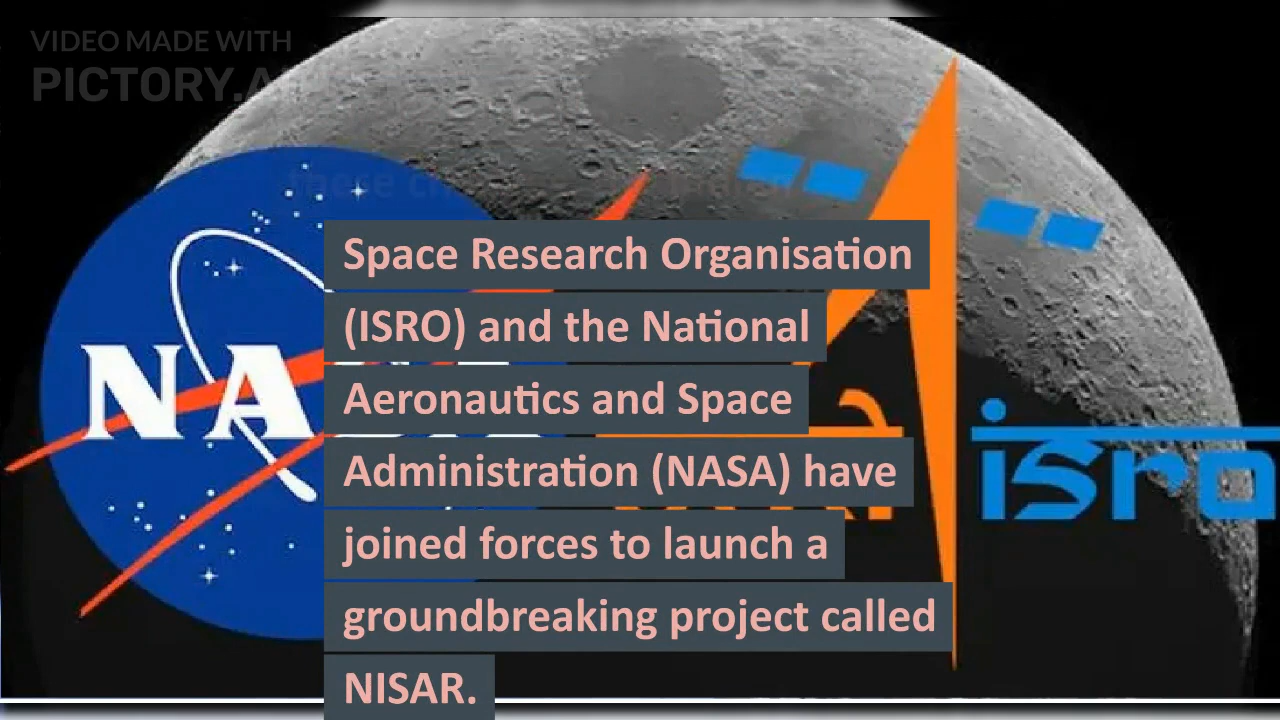 VIDEO MADE WITH
PICTORY.A
Space Research Organisation
(ISRO) and the National
Aeronautics and Space
Administration (NASA) have
joined forces to launch a
groundbreaking project called
NISAR.
NA
isro